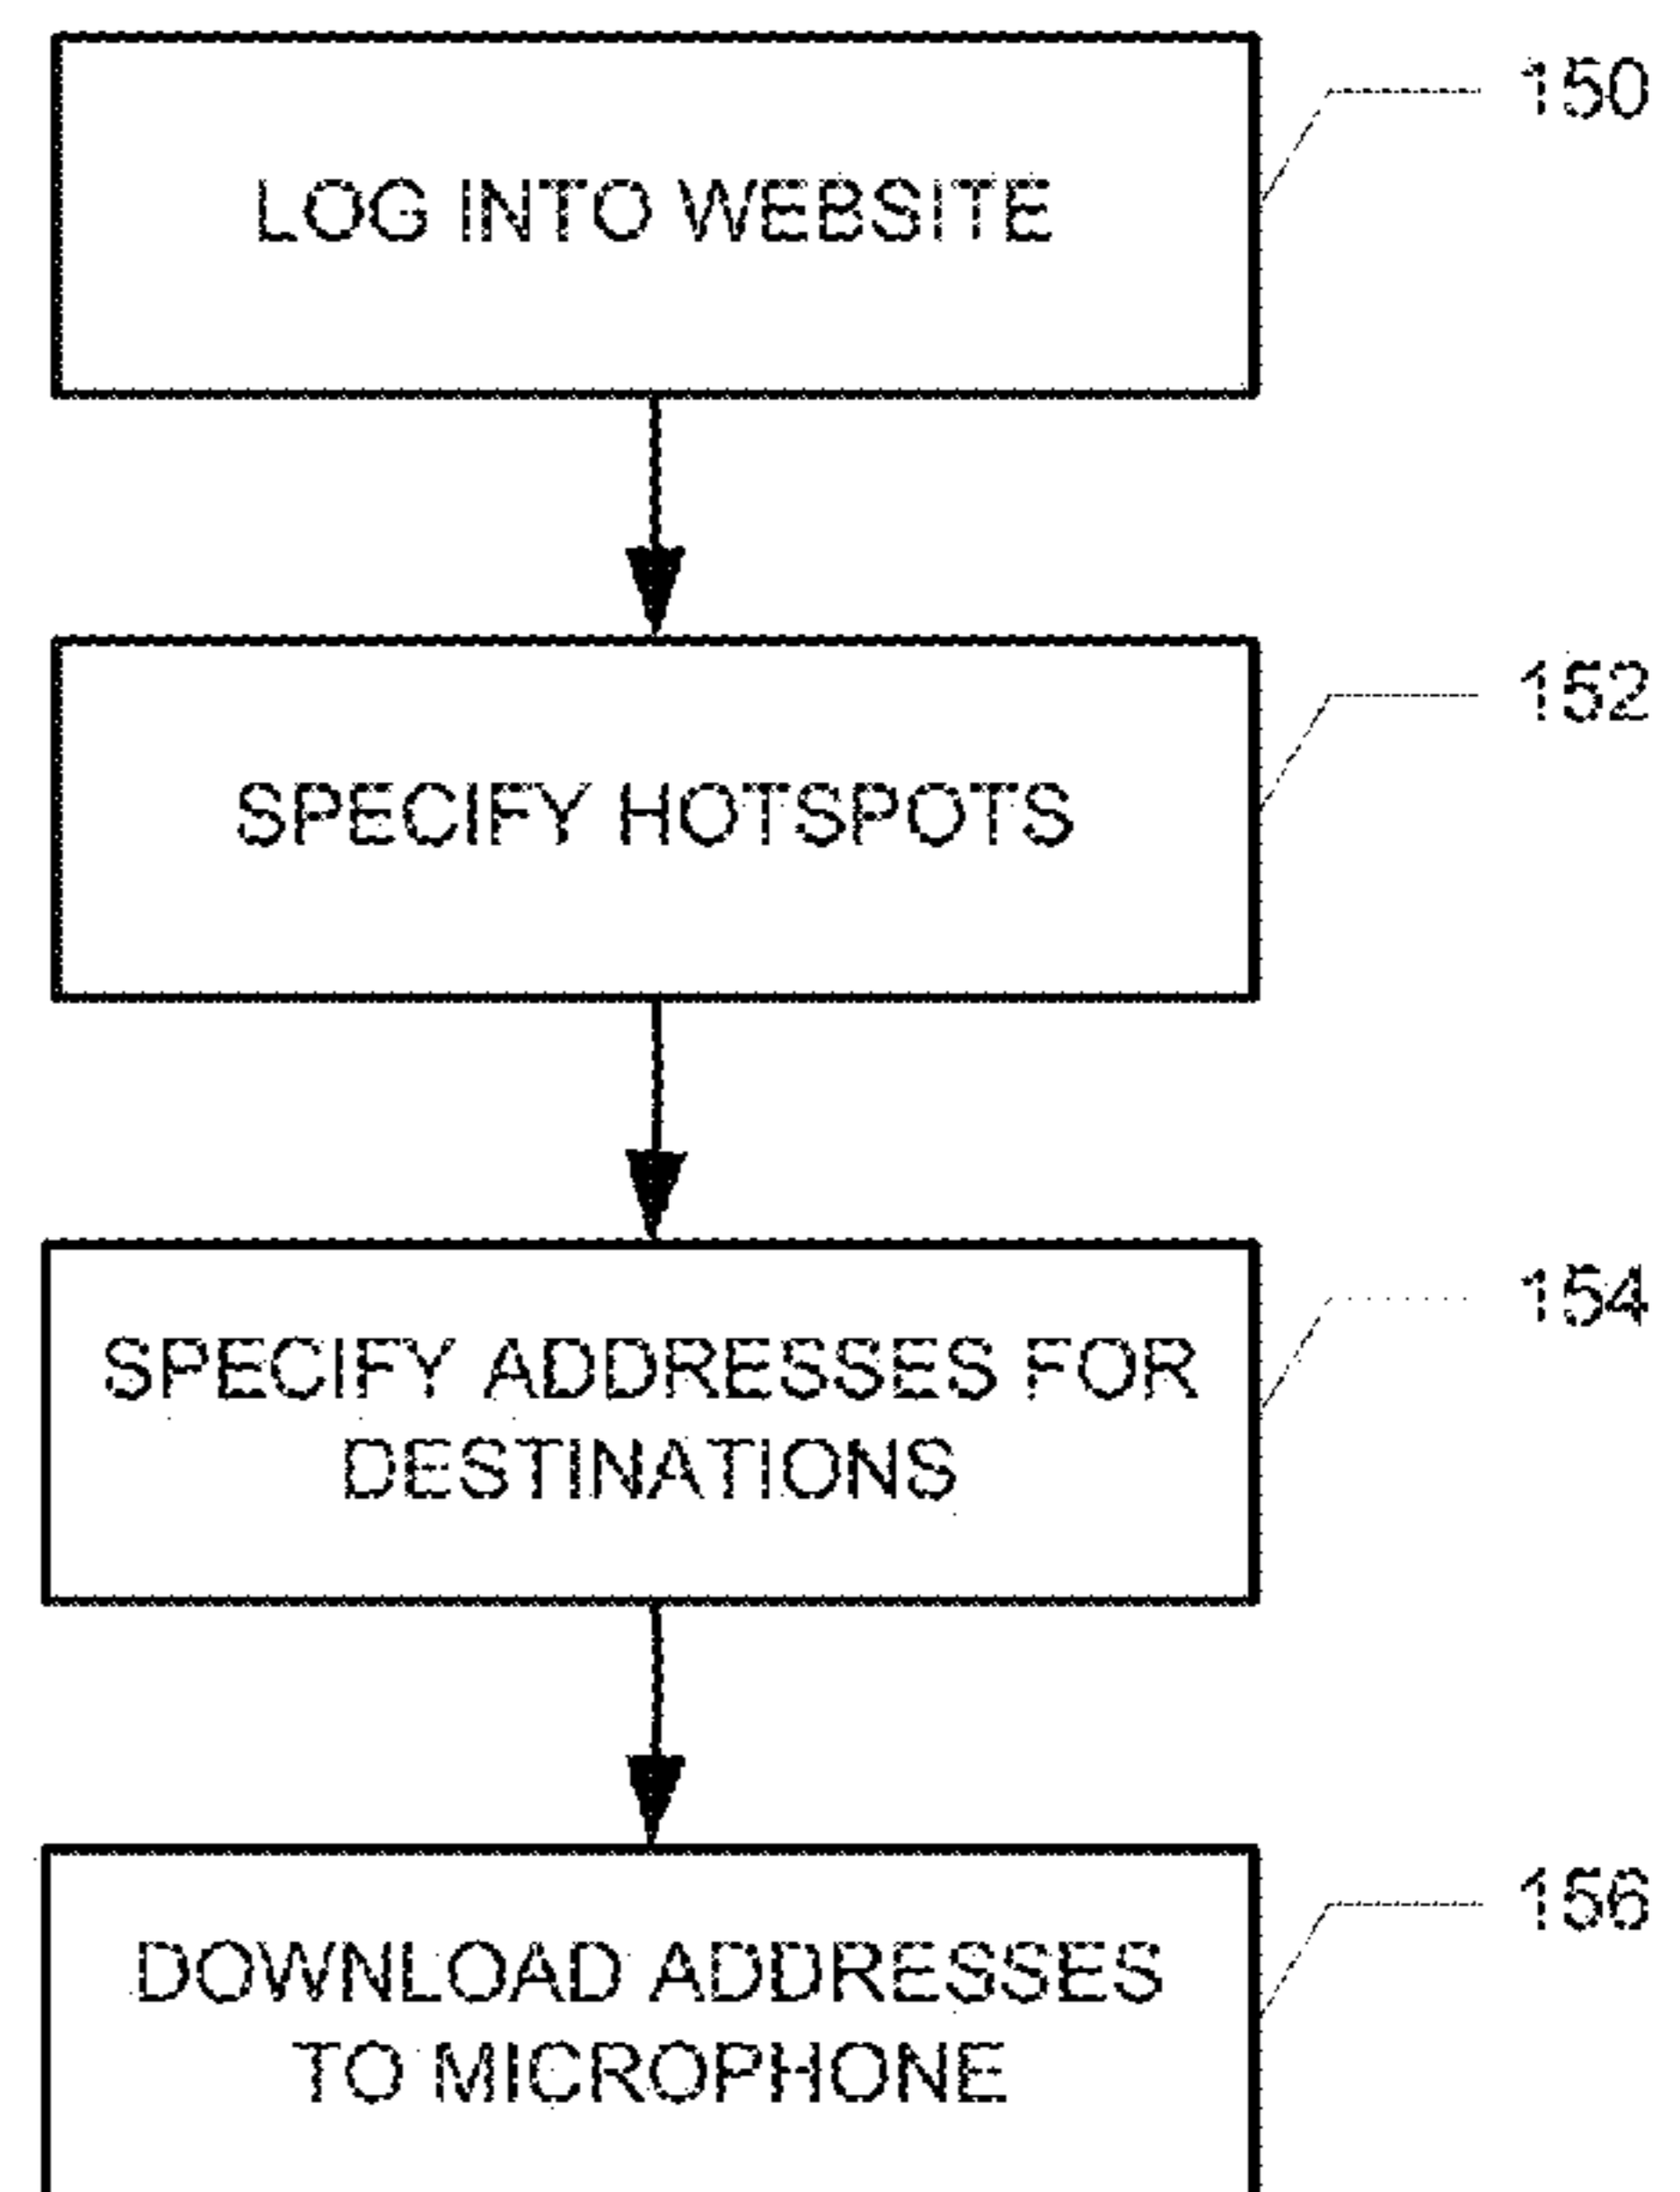 LOG INTO WEBSITE
150
SPECIFY HOTSPOTS
152
SPECIFY ADDRESSES FOR
DESTINATIONS
154
DOWNLOAD ADDRESSES
TO MICROPHONE
156